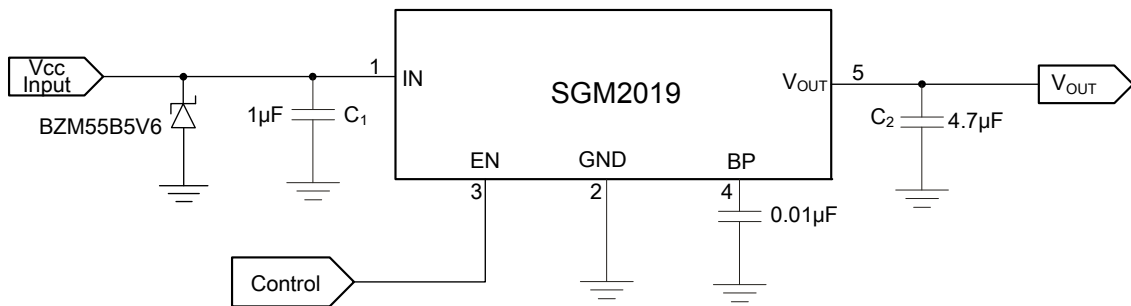 Vcc
Input
BZM55B5V6
1µF
C1
1
IN
SGM2019
VOUT
5
VOUT
C2
4.7µF
EN
GND
BP
3
2
4
0.01µF
Control